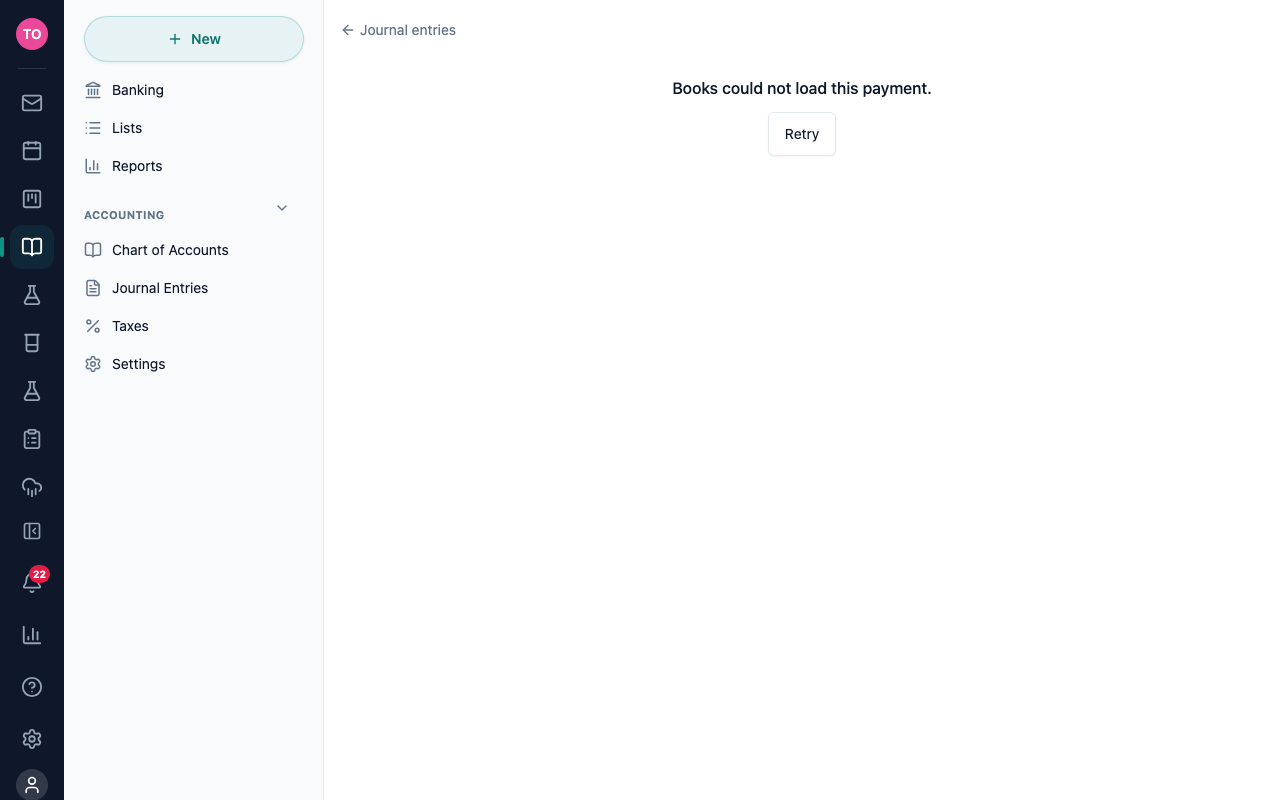 TO
New
Banking
Lists
Reports
ACCOUNTING
Chart of Accounts
Journal Entries
Taxes
Settings
22
Journal entries
Books could not load this payment.
Retry